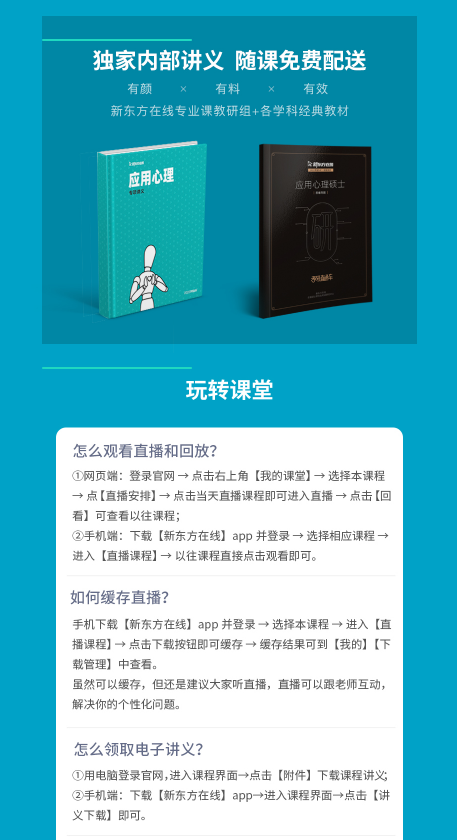 独家内部讲义 随课免费配送
有颜 × 有料 × 有效
新东方在线专业课教研组+各学科经典教材
应用心理
应用心理硕士
研
玩转课堂
怎么观看直播和回放?
①网页端：登录官网 → 点击右上角【我的课堂】→ 选择本课程
→ 点【直播安排】→ 点击当天直播课程即可进入直播 → 点击【回
看】可查看以往课程；
②手机端：下载【新东方在线】app 并登录 → 选择相应课程 →
进入【直播课程】→ 以往课程直接点击观看即可。
如何缓存直播？
手机下载【新东方在线】app 并登录 → 选择本课程 → 进入【直
播课程】→ 点击下载按钮即可缓存 → 缓存结果可到【我的】【下
载管理】中查看。
虽然可以缓存，但还是建议大家听直播，直播可以跟老师互动，
解决你的个性化问题。
怎么领取电子讲义？
①用电脑登录官网，进入课程界面→点击【附件】下载课程讲义；
②手机端：下载【新东方在线】app→进入课程界面→点击【讲
义下载】即可。